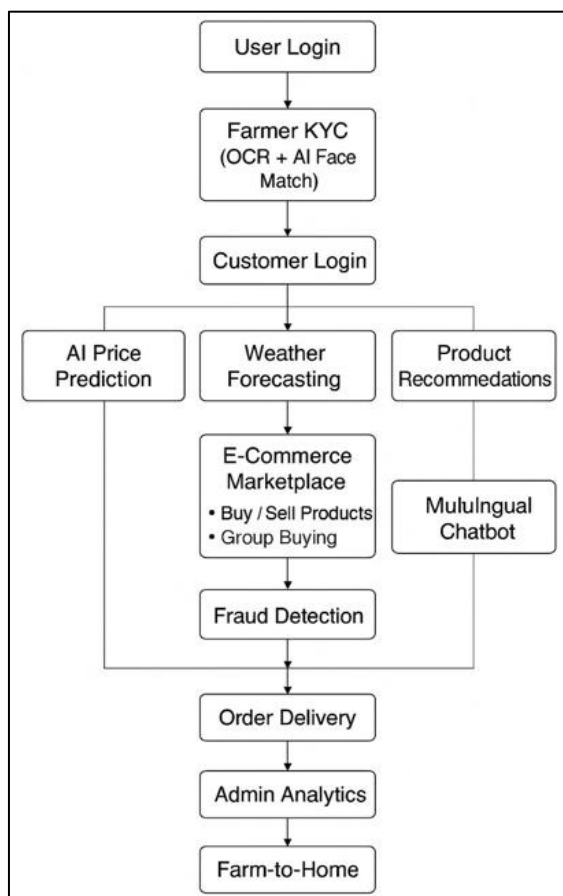 User Login
Farmer KYC
(OCR + AI Face
Match)
Customer Login
AI Price
Prediction
Weather
Forecasting
Product
Recommedations
E-Commerce
Marketplace
• Buy / Sell Products
• Group Buying
MuluIngual
Chatbot
Fraud Detection
Order Delivery
Admin Analytics
Farm-to-Home